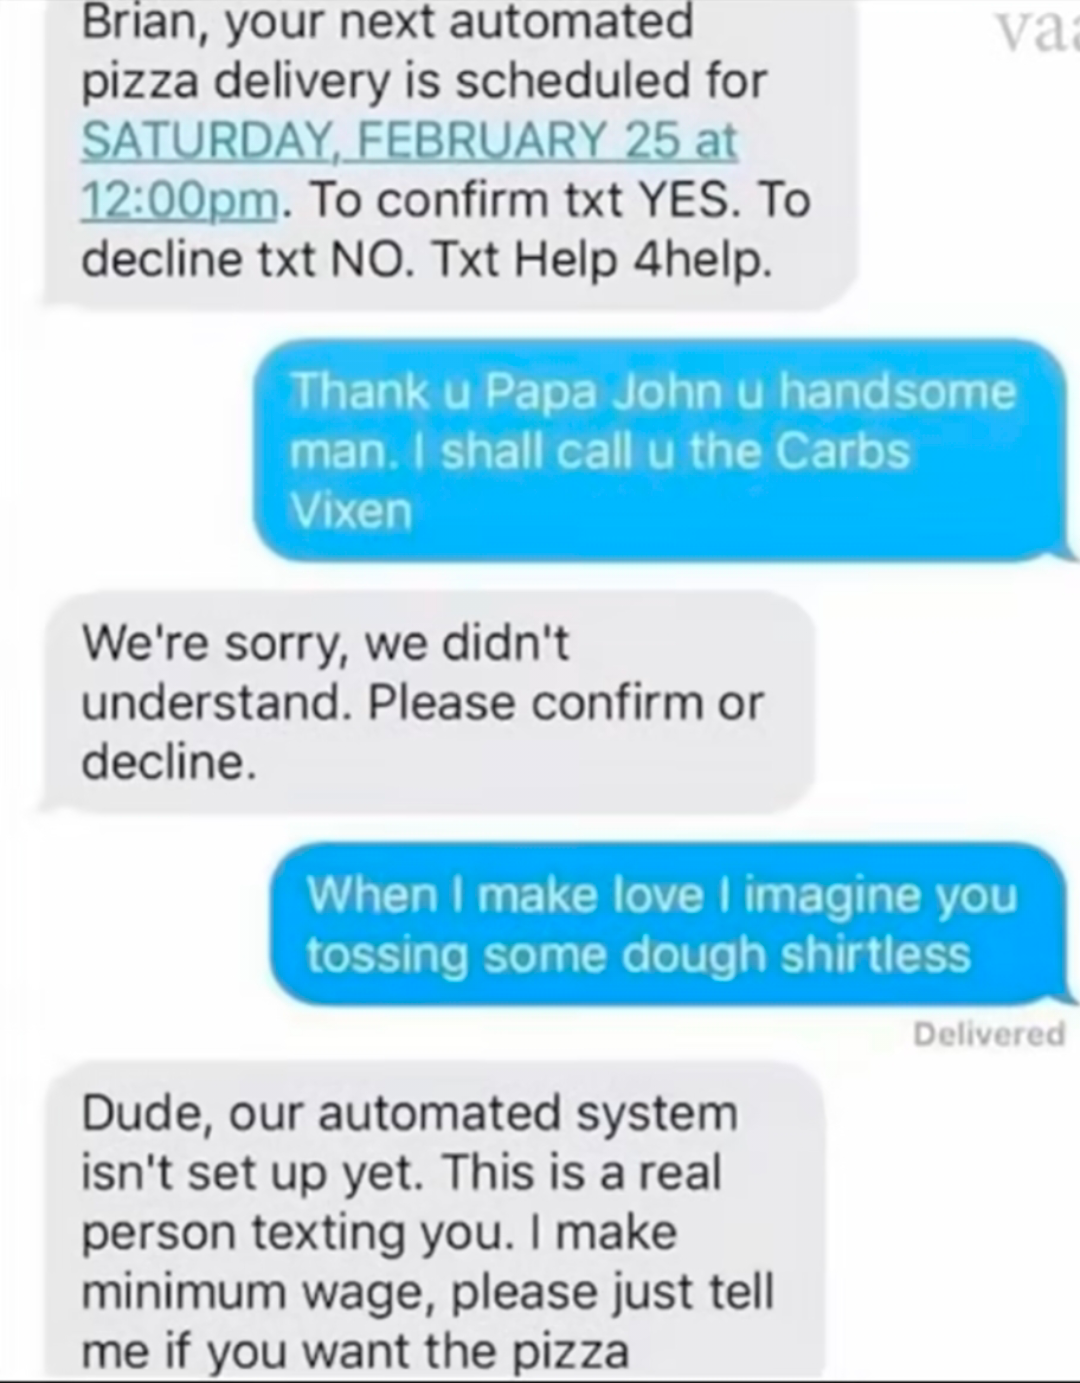 Brian, your next automated
pizza delivery is scheduled for
SATURDAY, FEBRUARY 25 at
12:00pm. To confirm txt YES. To
decline txt NO. Txt Help 4help.
Thank u Papa John u handsome
man. I shall call u the Carbs
Vixen
We're sorry, we didn't
understand. Please confirm or
decline.
When I make love I imagine you
tossing some dough shirtless
Delivered
Dude, our automated system
isn't set up yet. This is a real
person texting you. I make
minimum wage, please just tell
me if you want the pizza